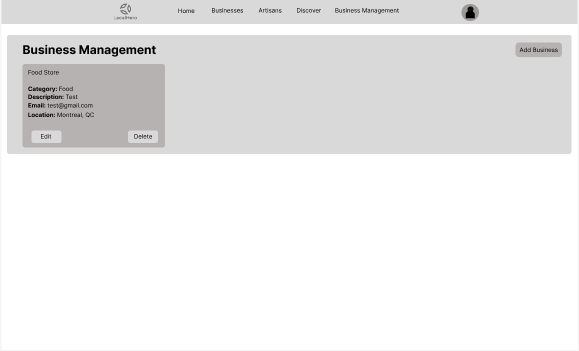 LocalHero
Home Businesses Artisans Discover Business Management
Business Management
Add Business
Food Store
Category: Food
Description: Test
Email: test@gmail.com
Location: Montreal, QC
Edit Delete